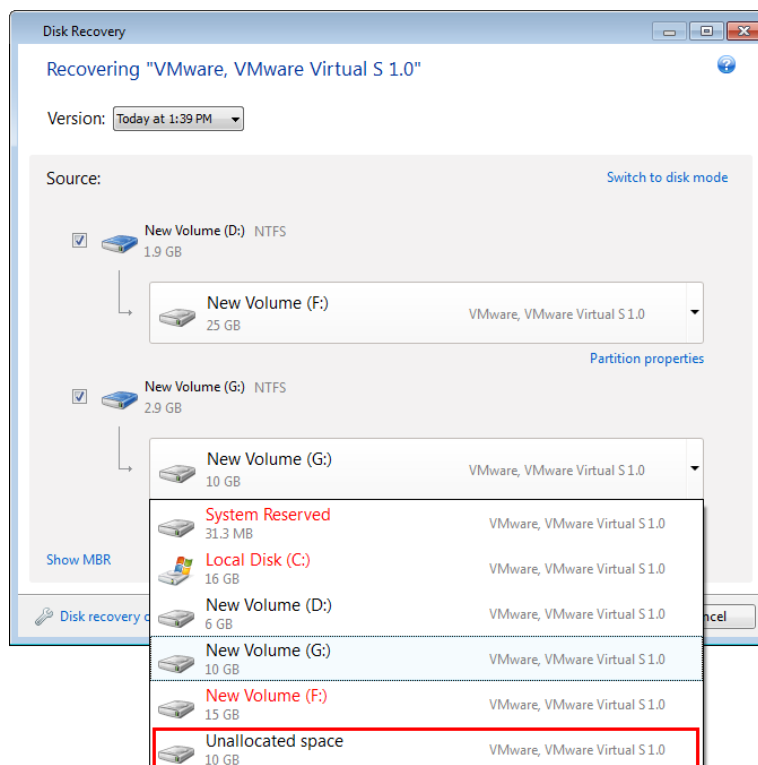 Disk Recovery
Recovering "VMware, VMware Virtual S 1.0"
Version: Today at 1:39 PM
Source:
Switch to disk mode
New Volume (D:) NTFS
1.9 GB
New Volume (F:)
25 GB
VMware, VMware Virtual S 1.0
Partition properties
New Volume (G:) NTFS
2.9 GB
New Volume (G:)
10 GB
VMware, VMware Virtual S 1.0
System Reserved
31.3 MB
VMware, VMware Virtual S 1.0
Show MBR
Local Disk (C:)
16 GB
VMware, VMware Virtual S 1.0
Disk recovery
New Volume (D:)
6 GB
VMware, VMware Virtual S 1.0
New Volume (G:)
10 GB
VMware, VMware Virtual S 1.0
New Volume (F:)
15 GB
VMware, VMware Virtual S 1.0
Unallocated space
10 GB
VMware, VMware Virtual S 1.0